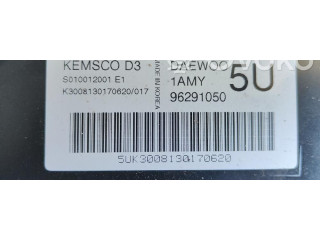 KEMSCO D3
S010012001 E1
K3008130170620/017
MADE IN KOREA
DAEWOO
1AMY
96291050
5U
5UK3008130170620